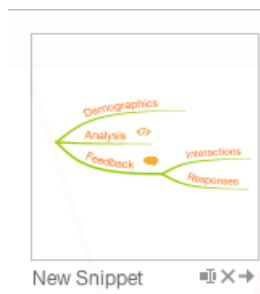 Demographics
Analysis
Feedback
Interactions
Responses
New Snippet